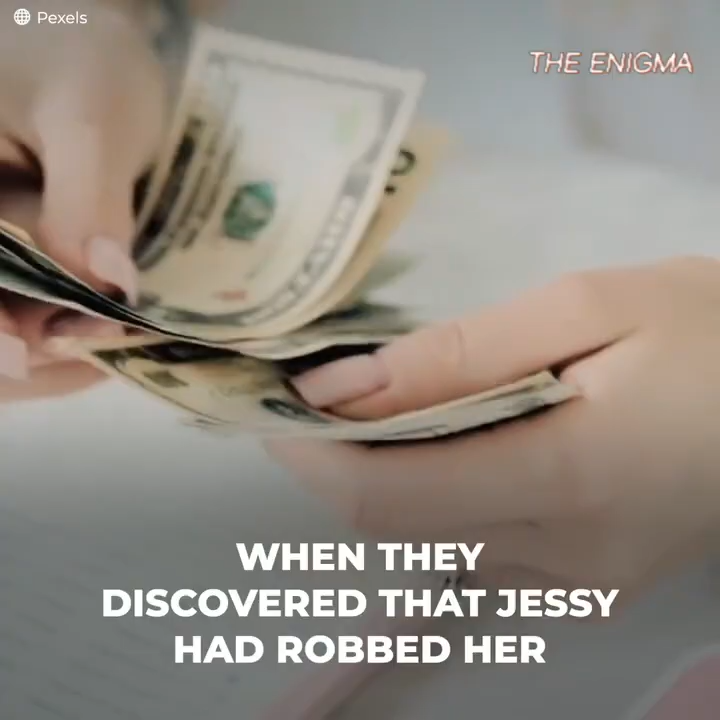 Pexels
THE ENIGMA
WHEN THEY
DISCOVERED THAT JESSY
HAD ROBBED HER